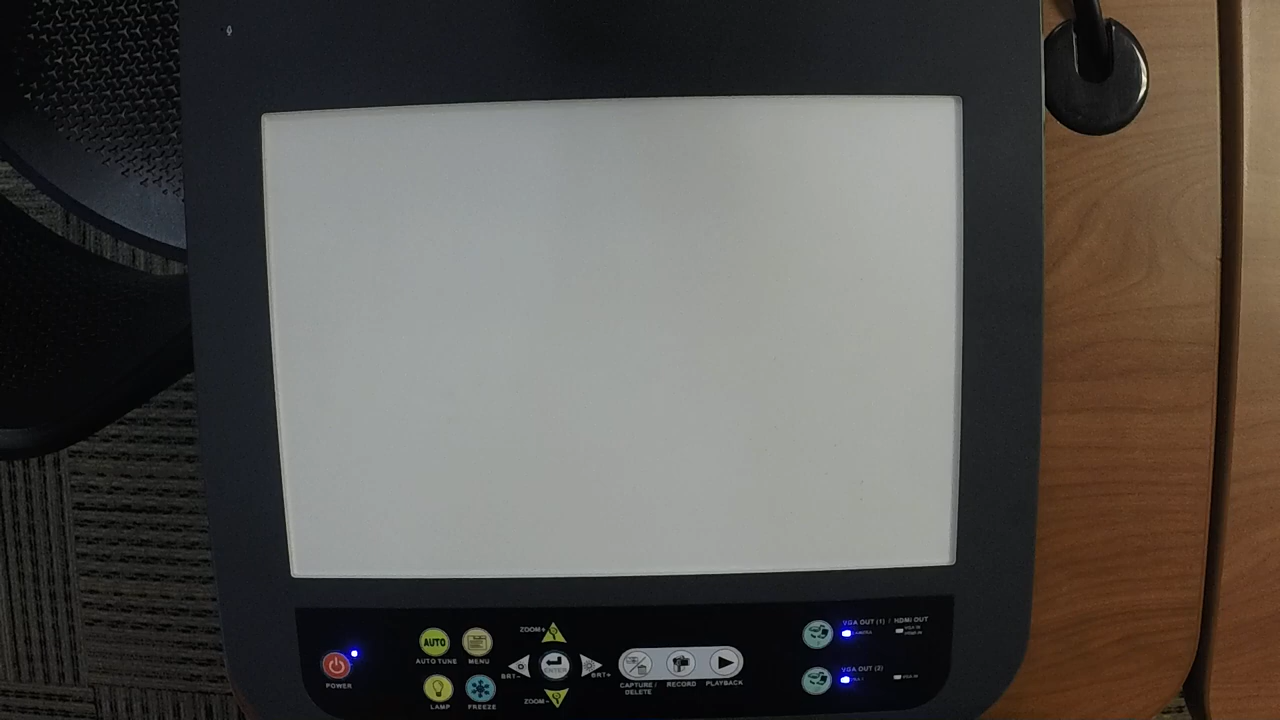 VGA OUT (1) / HDMI OUT
ZOOM+
AUTO
AUTO TUNE
MENU
ENTER
BRT-
BRT+
VGA OUT (2)
POWER
CAPTURE /
DELETE
RECORD
PLAYBACK
LAMP
FREEZE
ZOOM-